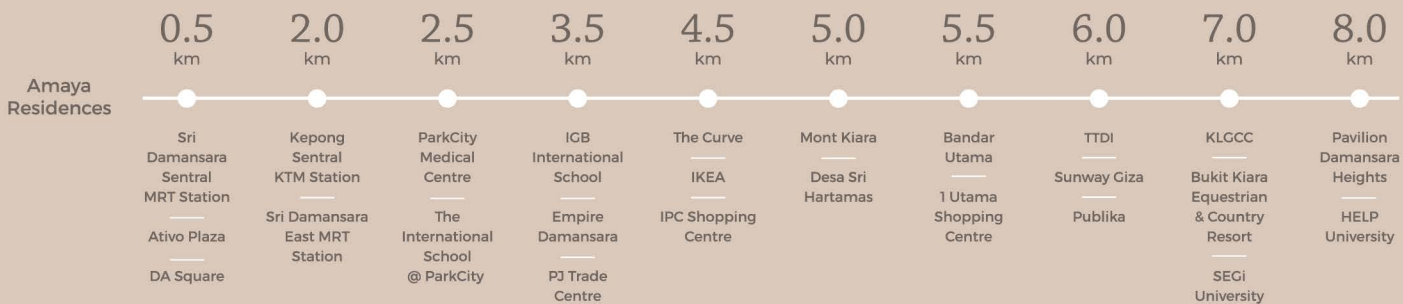 0.5
km
2.0
km
2.5
km
3.5
km
4.5
km
5.0
km
5.5
km
6.0
km
7.0
km
8.0
km
Amaya
Residences
Sri
Damansara
Sentral
MRT Station
Ativo Plaza
DA Square
Kepong
Sentral
KTM Station
Sri Damansara
East MRT
Station
ParkCity
Medical
Centre
The
International
School
@ ParkCity
IGB
International
School
Empire
Damansara
PJ Trade
Centre
The Curve
IKEA
IPC Shopping
Centre
Mont Kiara
Desa Sri
Hartamas
Bandar
Utama
1 Utama
Shopping
Centre
TTDI
Sunway Giza
Publika
KLGCC
Bukit Kiara
Equestrian
& Country
Resort
SEGi
University
Pavilion
Damansara
Heights
HELP
University